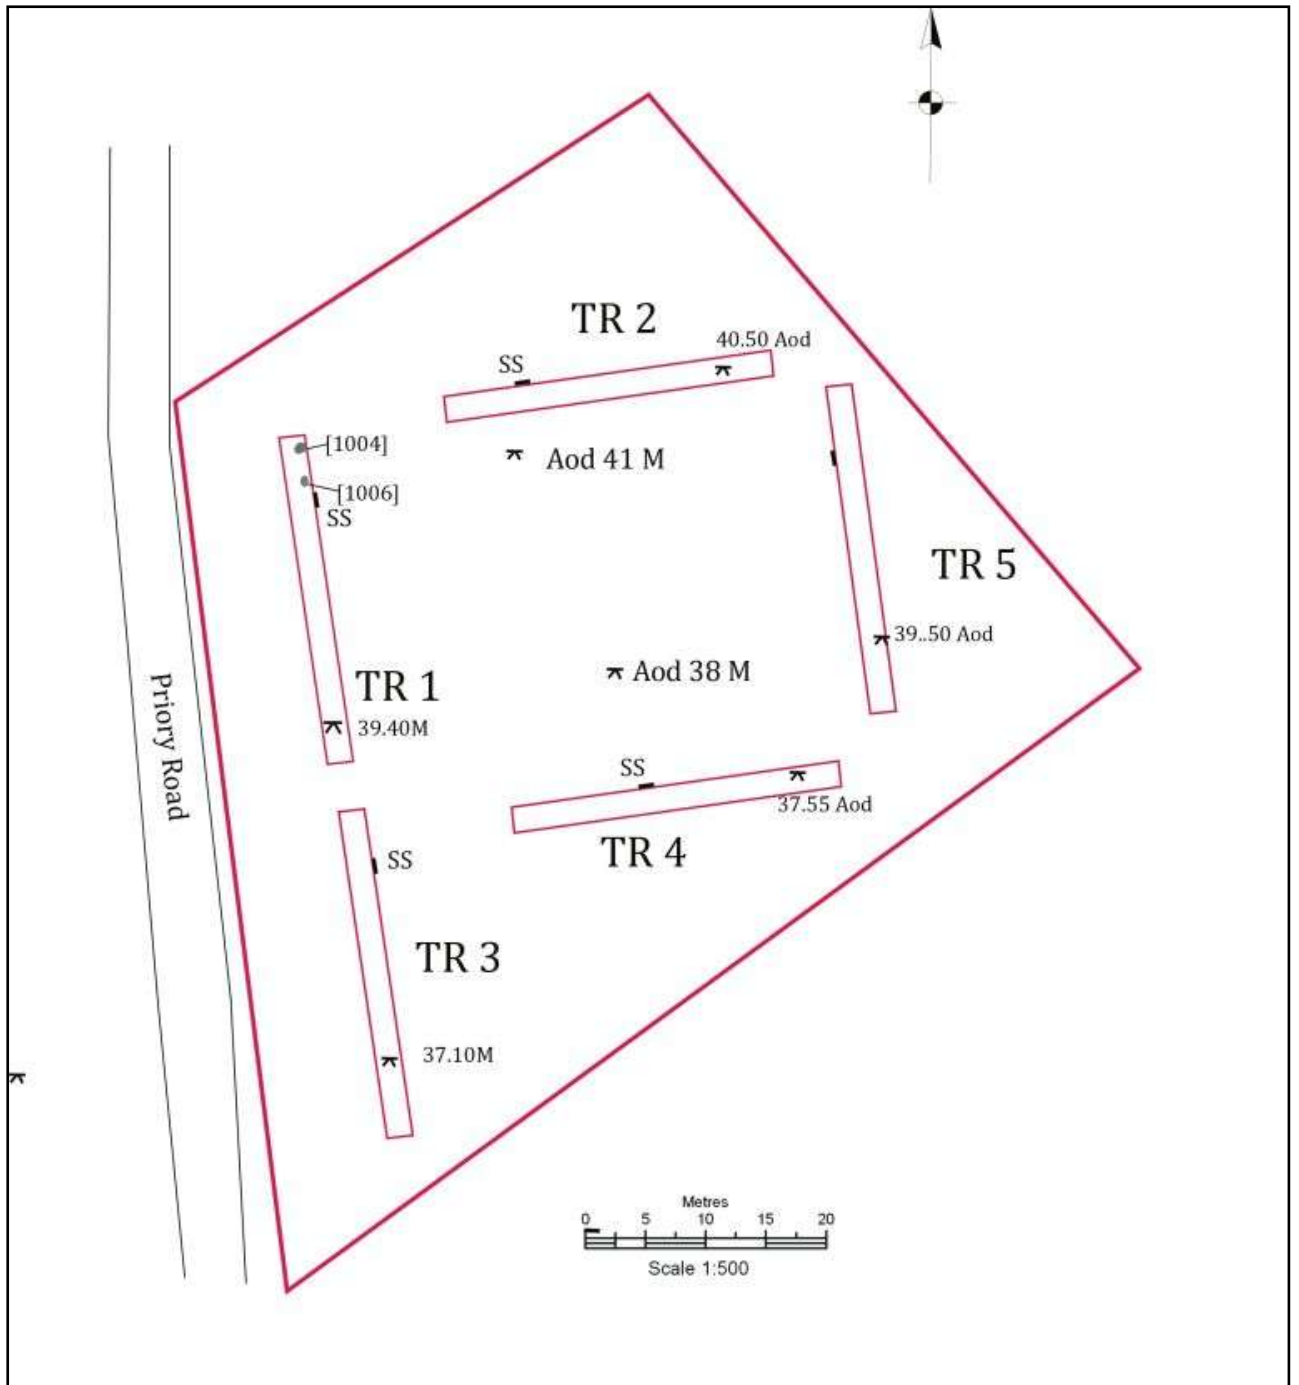 TR 2
40.50 Aod
SS
[1004]
Aod 41 M
[1006]
SS
TR 5
39..50 Aod
Aod 38 M
TR 1
39.40M
Priory Road
SS
37.55 Aod
TR 4
SS
TR 3
37.10M
Metres
0 5 10 15 20
Scale 1:500